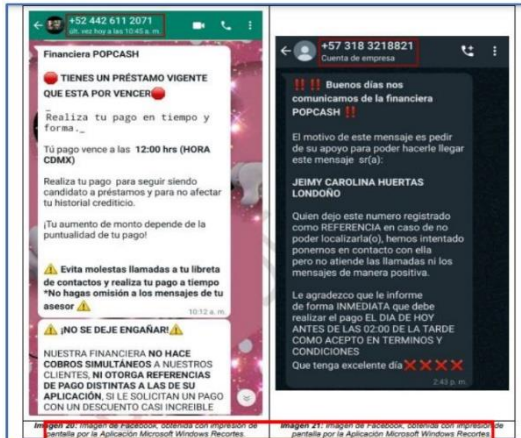 +52 442 611 2071
últ. vez hoy a las 10:45 a. m.
Financiera POPCASH
TIENES UN PRÉSTAMO VIGENTE
QUE ESTA POR VENCER
Realiza tu pago en tiempo y
forma._
Tú pago vence a las 12:00 hrs (HORA
CDMX)
Realiza tu pago para seguir siendo
candidato a préstamos y para no afectar
tu historial crediticio.
¡Tu aumento de monto depende de la
puntualidad de tu pago!
Evita molestas llamadas a tu libreta
de contactos y realiza tu pago a tiempo
*No hagas omisión a los mensajes de tu
asesor
10:12 a. m.
¡NO SE DEJE ENGAÑAR!
NUESTRA FINANCIERA NO HACE
COBROS SIMULTÁNEOS A NUESTROS
CLIENTES, NI OTORGA REFERENCIAS
DE PAGO DISTINTAS A LAS DE SU
APLICACIÓN, SI LE SOLICITAN UN PAGO
CON UN DESCUENTO CASI INCREIBLE
Imagen 20: Imagen de Facebook, obtenida con impresión de
pantalla por la Aplicación Microsoft Windows Recortes.
+57 318 3218821
Cuenta de empresa
‼ ‼ Buenos días nos
comunicamos de la financiera
POPCASH ‼
El motivo de este mensaje es pedir
de su apoyo para poder hacerle llegar
este mensaje sr(a):
JEIMY CAROLINA HUERTAS
LONDOÑO
Quien dejo este numero registrado
como REFERENCIA en caso de no
poder localizarla(o), hemos intentado
ponernos en contacto con ella
pero no atiende las llamadas ni los
mensajes de manera positiva.
Le agradezco que le informe
de forma INMEDIATA que debe
realizar el pago EL DIA DE HOY
ANTES DE LAS 02:00 DE LA TARDE
COMO ACEPTO EN TERMINOS Y
CONDICIONES
Que tenga excelente día
2:43 p. m.
Imagen 21: Imagen de Facebook, obtenida con impresión de
pantalla por la Aplicación Microsoft Windows Recortes.